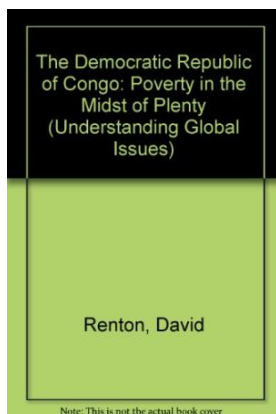 The Democratic Republic
of Congo: Poverty in the
Midst of Plenty
(Understanding Global
Issues)
Renton, David
Note: This is not the actual book cover